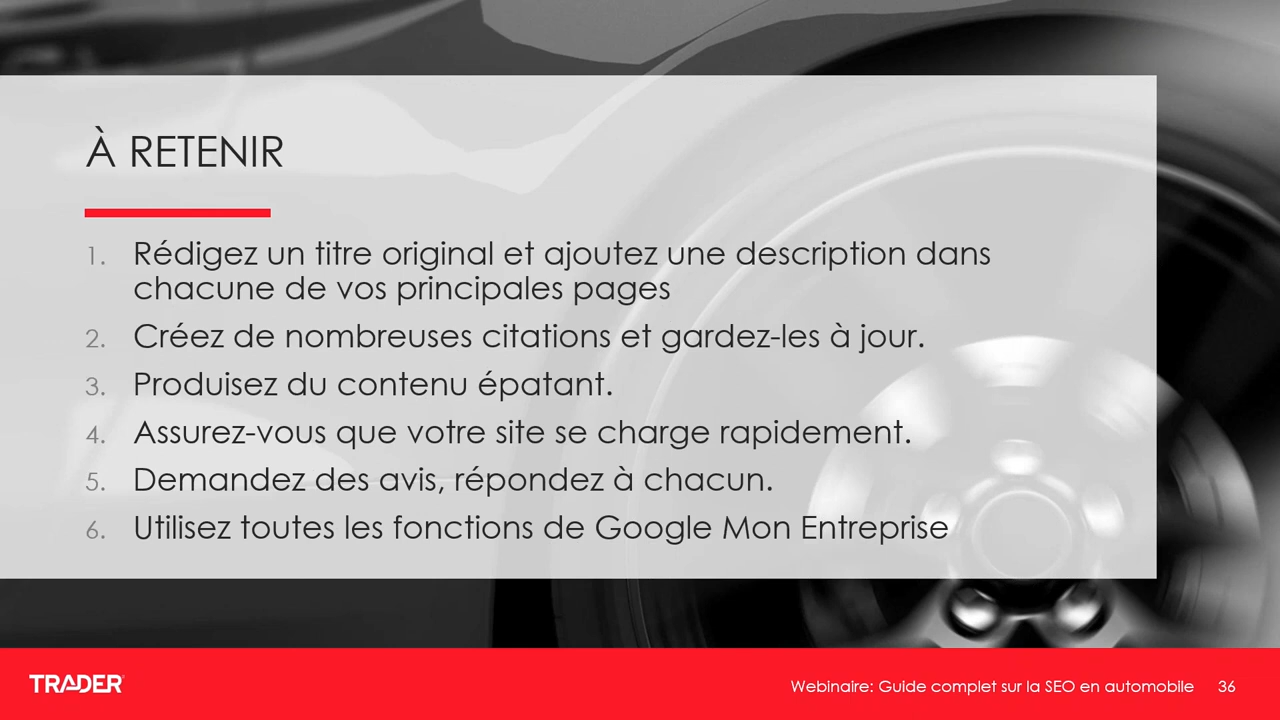 À RETENIR
1. Rédigez un titre original et ajoutez une description dans
chacune de vos principales pages
2. Créez de nombreuses citations et gardez-les à jour.
3. Produisez du contenu épatant.
4. Assurez-vous que votre site se charge rapidement.
5. Demandez des avis, répondez à chacun.
6. Utilisez toutes les fonctions de Google Mon Entreprise
TRADER
Webinaire: Guide complet sur la SEO en automobile 36